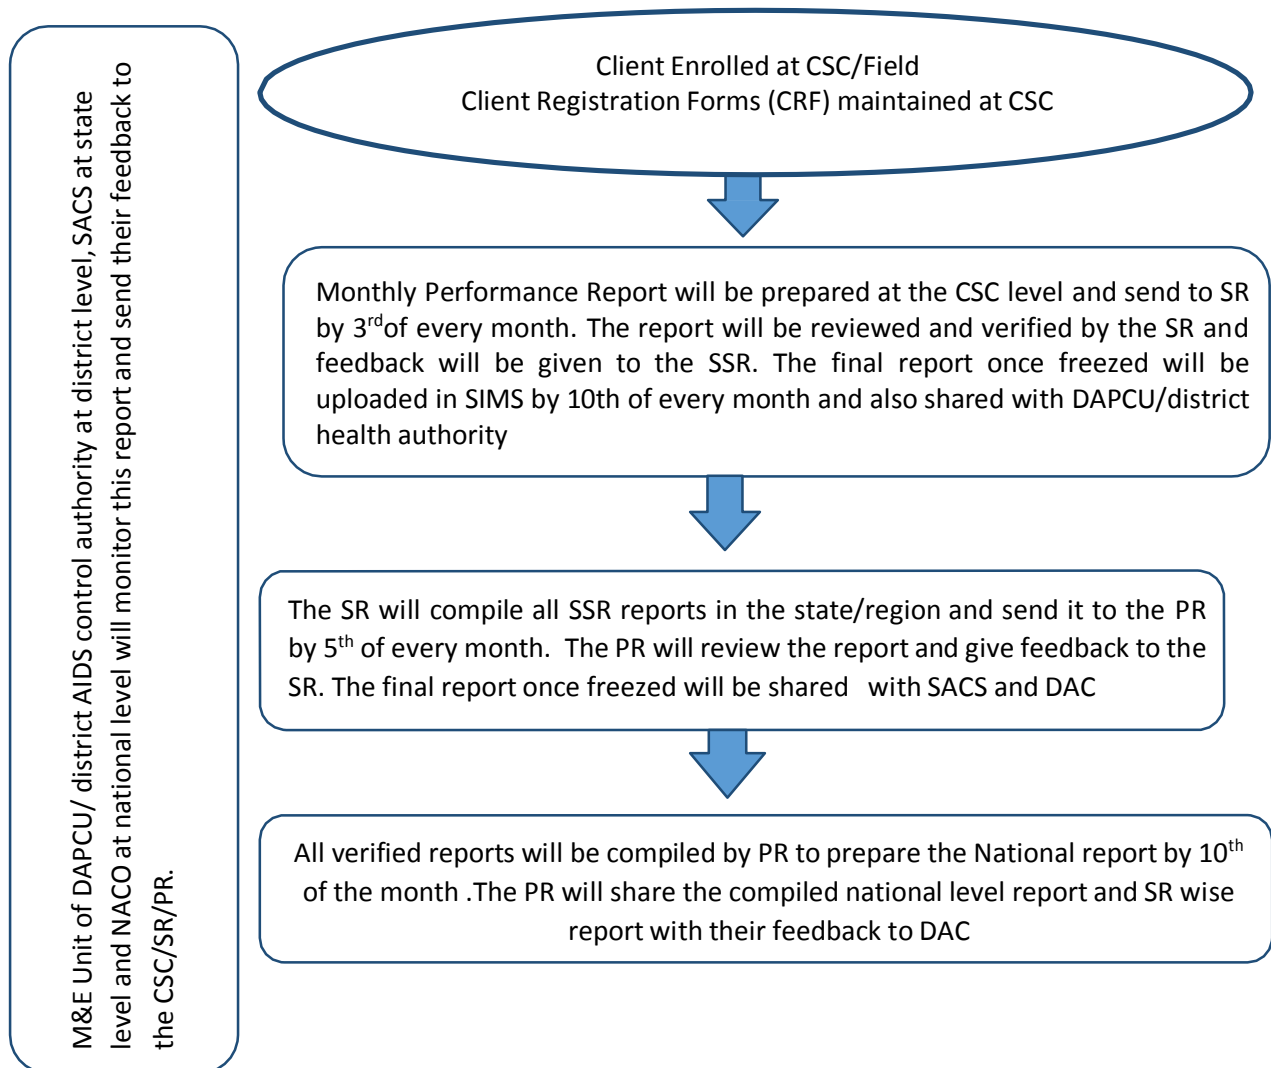 M&E Unit of DAPCU/ district AIDS control authority at district level, SACS at state
level and NACO at national level will monitor this report and send their feedback to
the CSC/SR/PR.
Client Enrolled at CSC/Field
Client Registration Forms (CRF) maintained at CSC
Monthly Performance Report will be prepared at the CSC level and send to SR
by 3rdof every month. The report will be reviewed and verified by the SR and
feedback will be given to the SSR. The final report once freezed will be
uploaded in SIMS by 10th of every month and also shared with DAPCU/district
health authority
The SR will compile all SSR reports in the state/region and send it to the PR
by 5th of every month. The PR will review the report and give feedback to the
SR. The final report once freezed will be shared with SACS and DAC
All verified reports will be compiled by PR to prepare the National report by 10th
of the month .The PR will share the compiled national level report and SR wise
report with their feedback to DAC